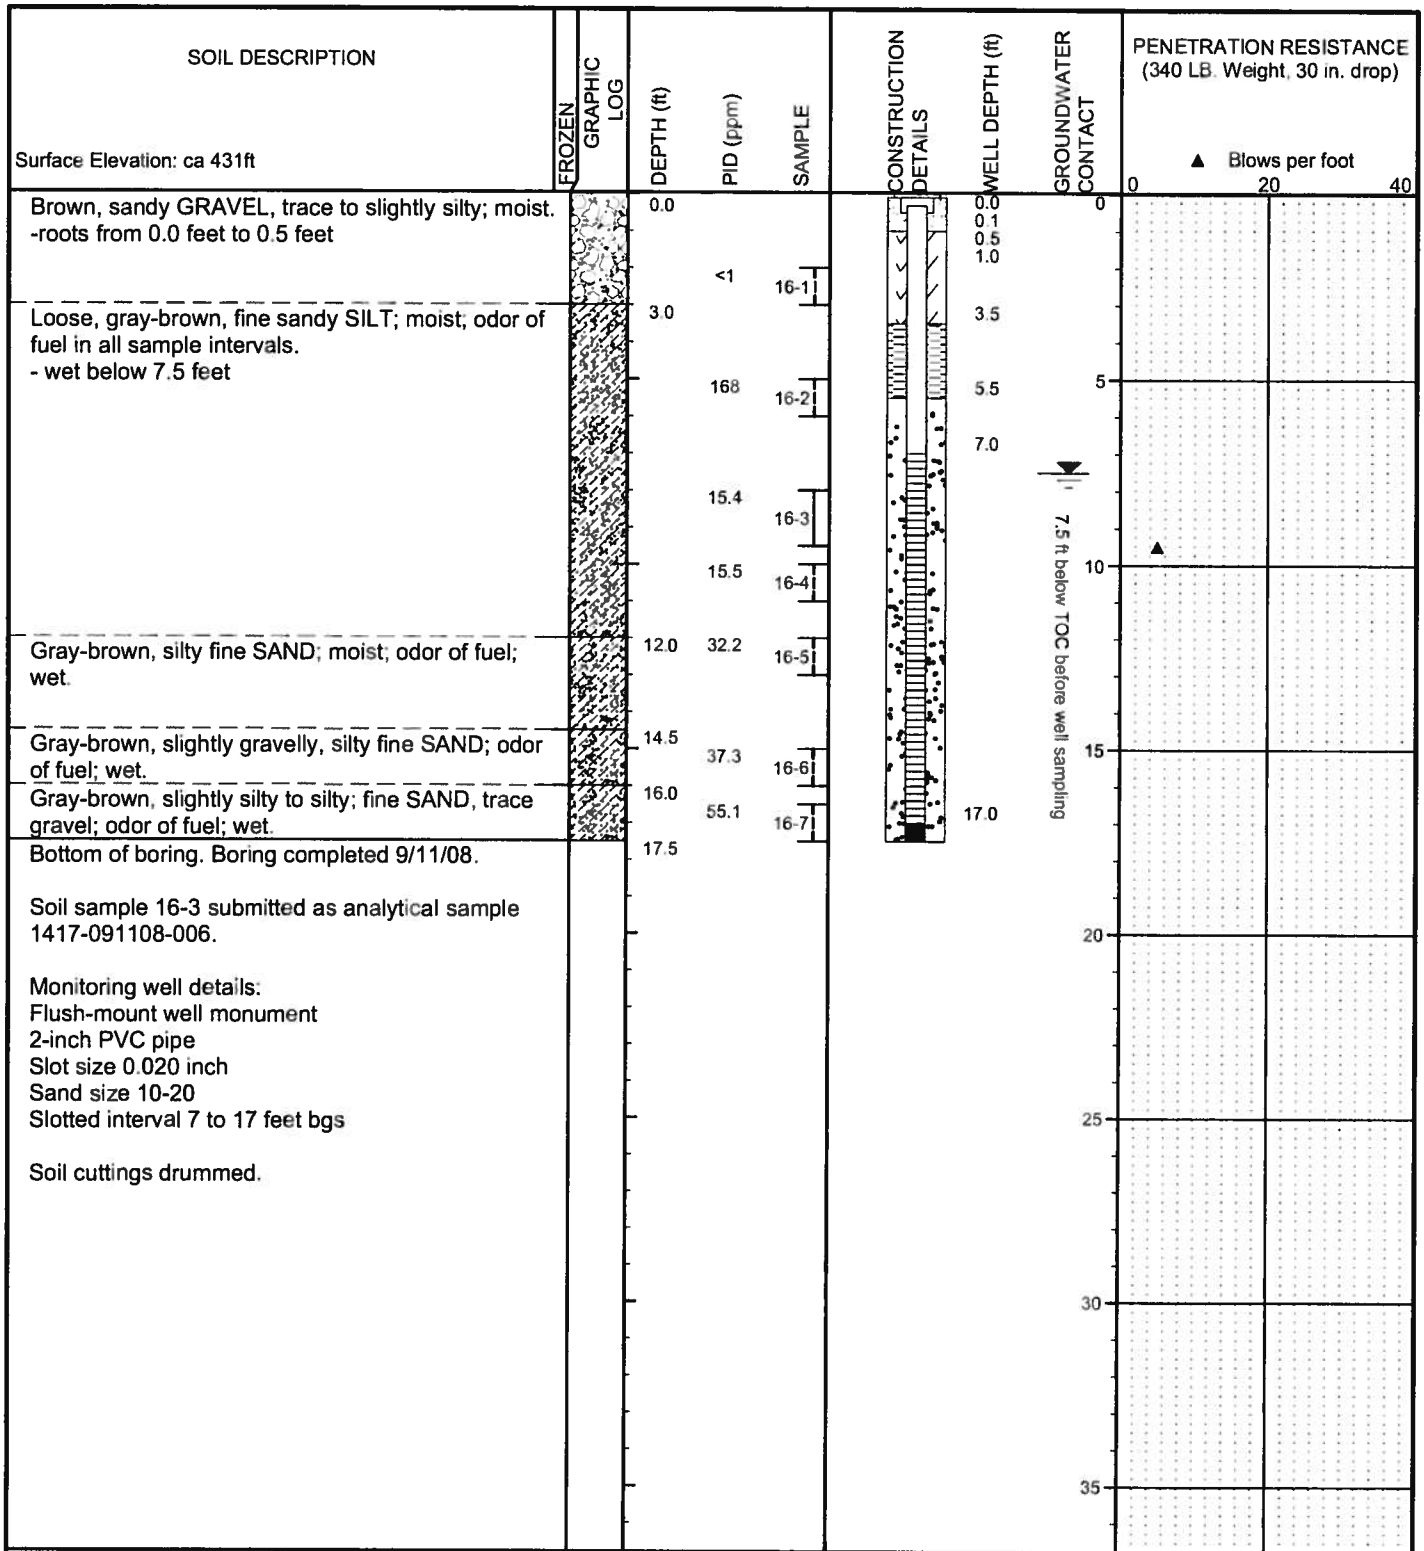 SOIL DESCRIPTION
Surface Elevation: ca 431ft
FROZEN
GRAPHIC
LOG
DEPTH (ft)
PID (ppm)
SAMPLE
CONSTRUCTION
DETAILS
WELL DEPTH (ft)
GROUNDWATER
CONTACT
PENETRATION RESISTANCE
(340 LB. Weight, 30 in. drop)
▲ Blows per foot
0 20 40
Brown, sandy GRAVEL, trace to slightly silty; moist.
-roots from 0.0 feet to 0.5 feet
0.0
<1
16-1
0.0
0.1
0.5
1.0
0
Loose, gray-brown, fine sandy SILT; moist; odor of
fuel in all sample intervals.
- wet below 7.5 feet
3.0
3.5
168
16-2
5.5
5
7.0
15.4
16-3
7.5 ft below TOC before well sampling
15.5
16-4
10
Gray-brown, silty fine SAND; moist; odor of fuel;
wet.
12.0
32.2
16-5
Gray-brown, slightly gravelly, silty fine SAND; odor
of fuel; wet.
14.5
37.3
16-6
15
Gray-brown, slightly silty to silty; fine SAND, trace
gravel; odor of fuel; wet.
16.0
55.1
16-7
17.0
Bottom of boring. Boring completed 9/11/08.
17.5
Soil sample 16-3 submitted as analytical sample
1417-091108-006.
20
Monitoring well details:
Flush-mount well monument
2-inch PVC pipe
Slot size 0.020 inch
Sand size 10-20
Slotted interval 7 to 17 feet bgs
25
Soil cuttings drummed.
30
35